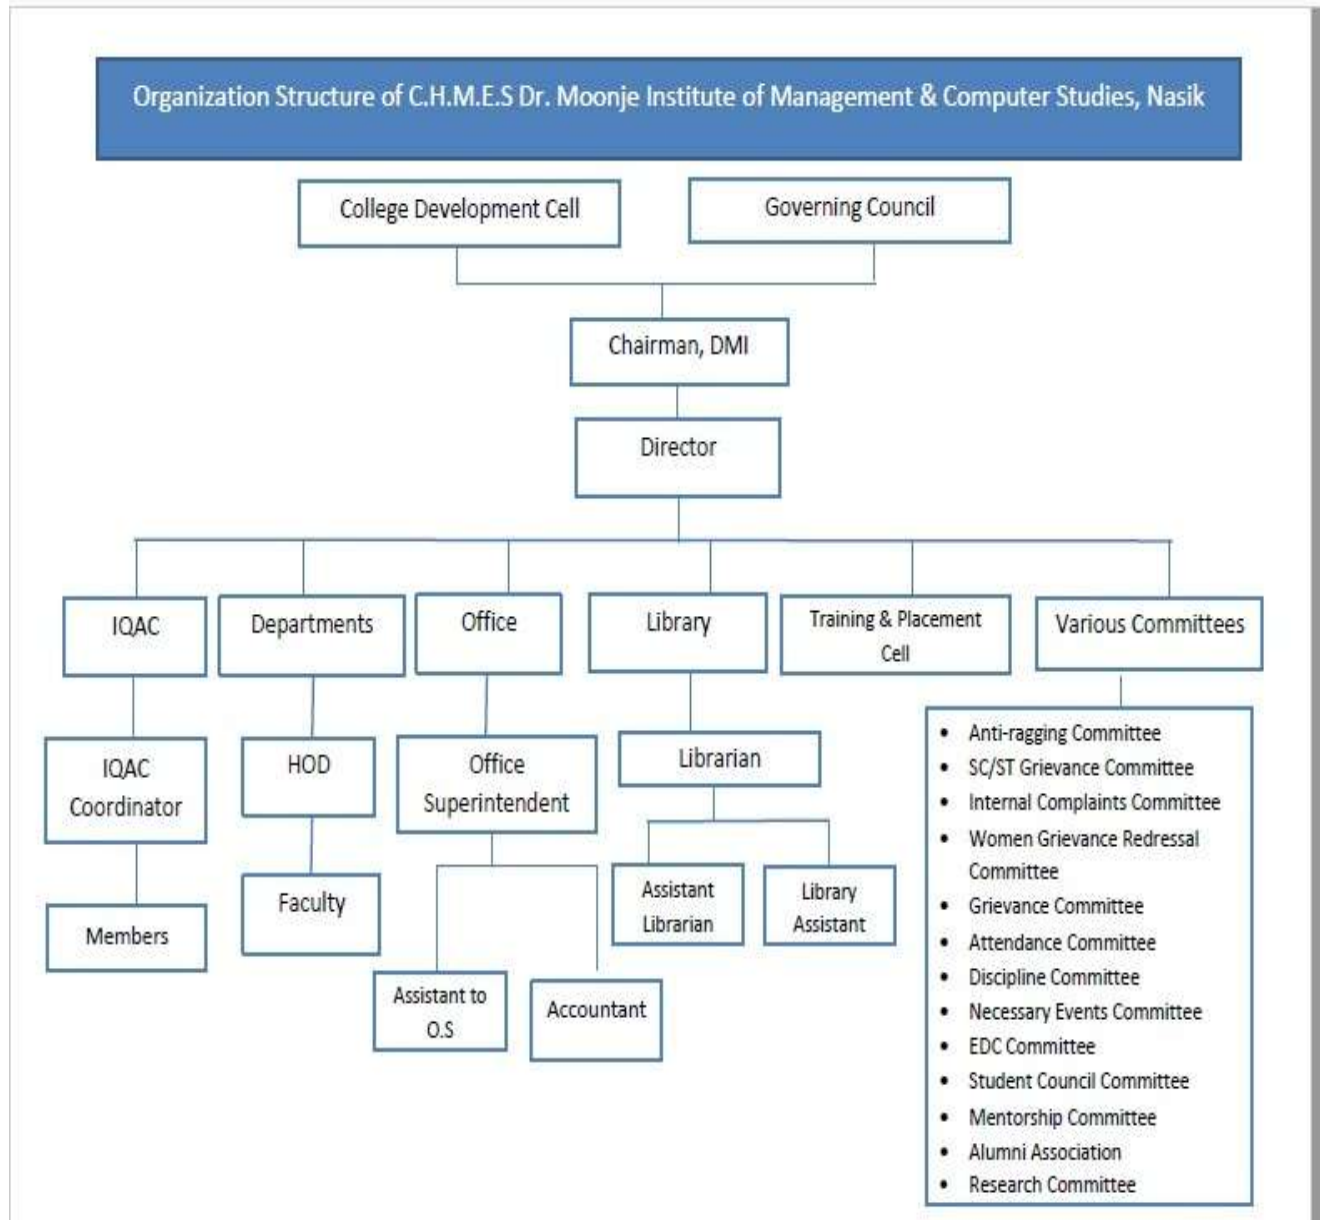 Organization Structure of C.H.M.E.S Dr. Moonje Institute of Management & Computer Studies, Nasik
College Development Cell
Governing Council
Chairman, DMI
Director
IQAC
Departments
Office
Library
Training & Placement
Cell
Various Committees
IQAC
Coordinator
HOD
Office
Superintendent
Librarian
Members
Faculty
Assistant to
O.S
Accountant
Assistant
Librarian
Library
Assistant
• Anti-ragging Committee
• SC/ST Grievance Committee
• Internal Complaints Committee
• Women Grievance Redressal
Committee
• Grievance Committee
• Attendance Committee
• Discipline Committee
• Necessary Events Committee
• EDC Committee
• Student Council Committee
• Mentorship Committee
• Alumni Association
• Research Committee